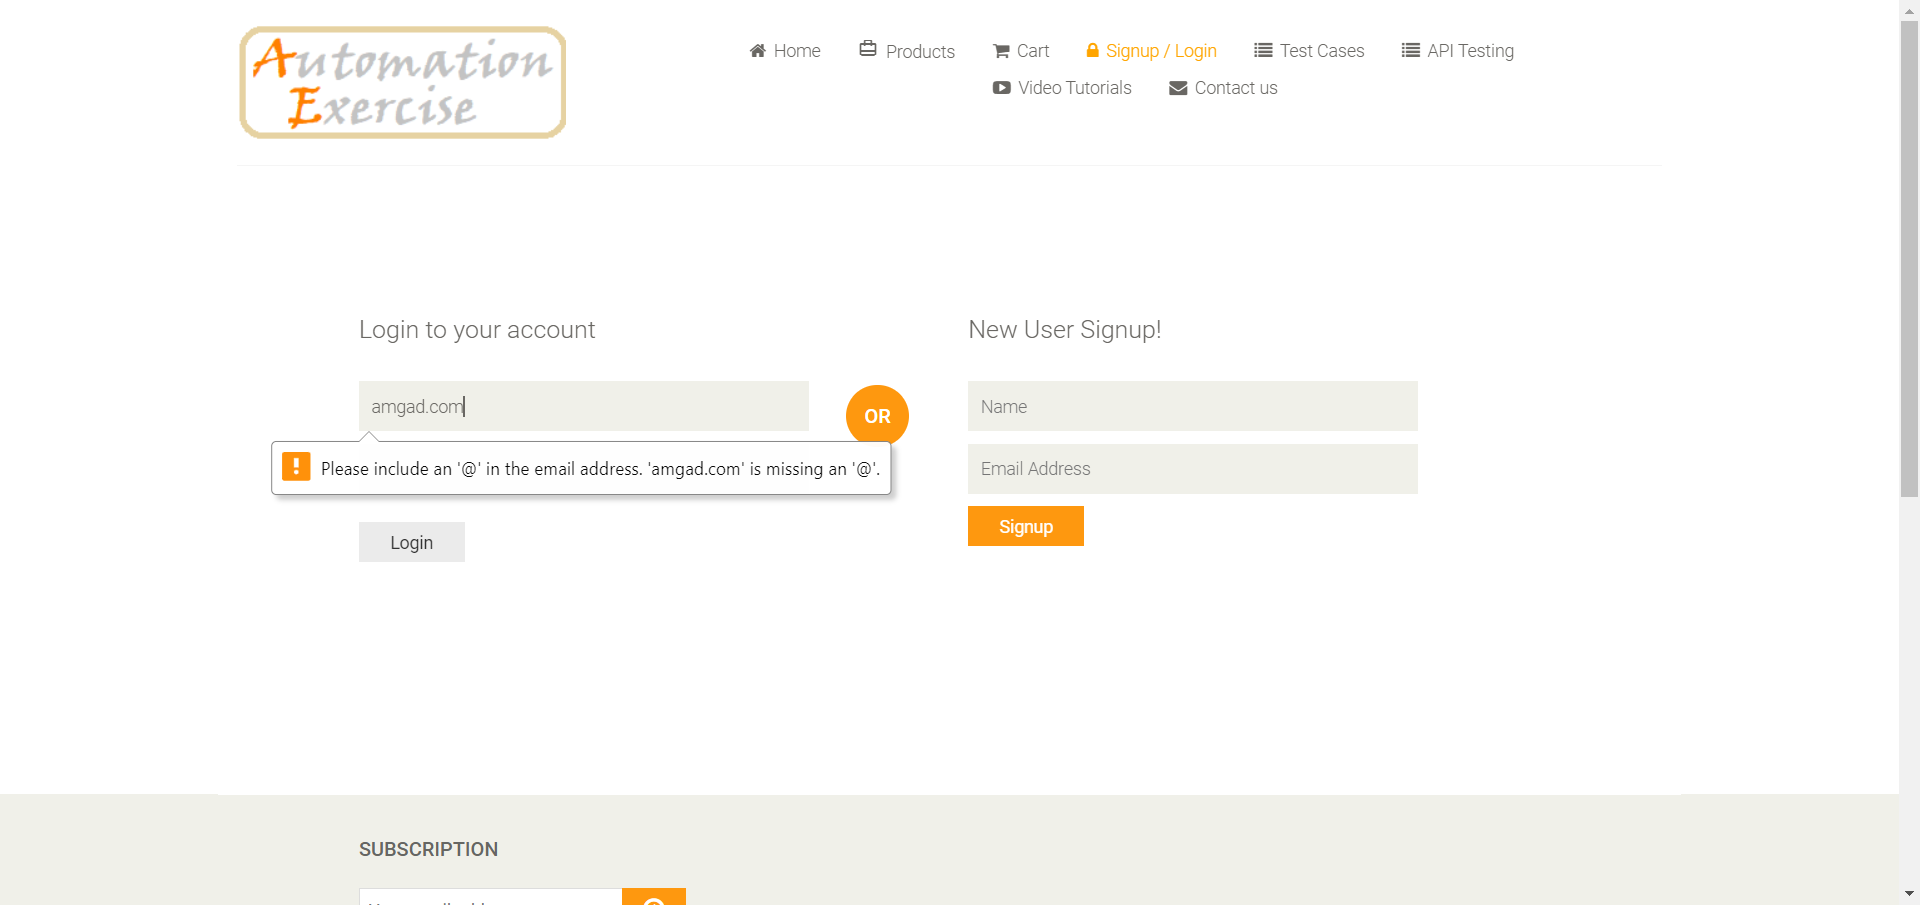 Automation
Exercise
Home
Products
Cart
Signup / Login
Test Cases
API Testing
Video Tutorials
Contact us
Login to your account
New User Signup!
amgad.com
OR
Name
Please include an '@' in the email address. 'amgad.com' is missing an '@'.
Email Address
Login
Signup
SUBSCRIPTION